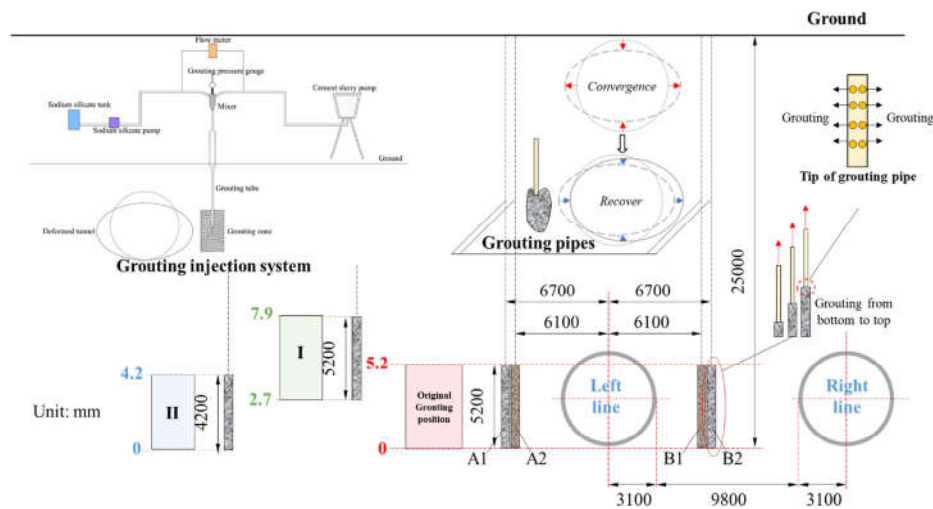 Ground
Flow meter
Grouting pressure gauge
Cement slurry pump
Sodium silicate tank
Mixer
Sodium silicate pump
Ground
Grouting tube
Deformed tunnel
Grouting zone
Grouting injection system
Convergence
Recover
Grouting pipes
Grouting
Grouting
Tip of grouting pipe
25000
Grouting from
bottom to top
6700
6700
6100
6100
7.9
I
5200
2.7
4.2
II
4200
0
Unit: mm
5.2
Original
Grouting
position
5200
0
Left
line
Right
line
A1
A2
B1
B2
3100
9800
3100